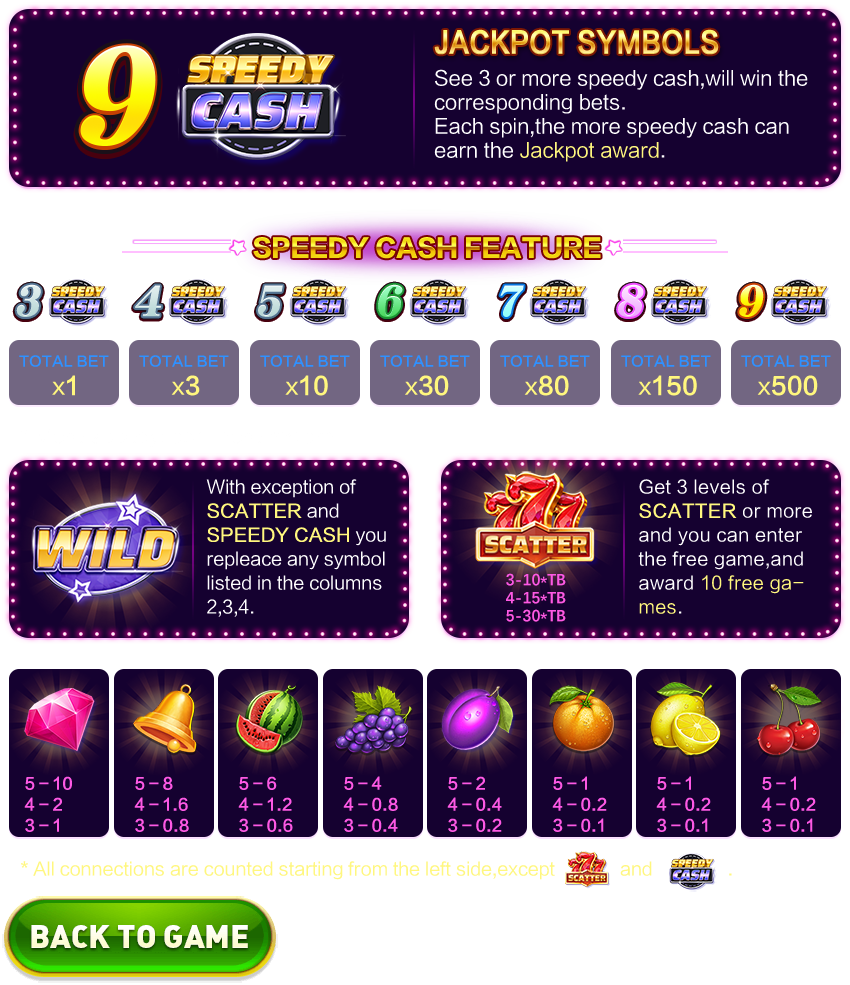 9 SPEEDY CASH
JACKPOT SYMBOLS
See 3 or more speedy cash,will win the
corresponding bets.
Each spin,the more speedy cash can
earn the Jackpot award.
SPEEDY CASH FEATURE
3 SPEEDY CASH 4 SPEEDY CASH 5 SPEEDY CASH 6 SPEEDY CASH 7 SPEEDY CASH 8 SPEEDY CASH 9 SPEEDY CASH
TOTAL BET TOTAL BET TOTAL BET TOTAL BET TOTAL BET TOTAL BET TOTAL BET
x1 x3 x10 x30 x80 x150 x500
WILD
With exception of
SCATTER and
SPEEDY CASH you
repleace any symbol
listed in the columns
2,3,4.
777
SCATTER
3-10*TB
4-15*TB
5-30*TB
Get 3 levels of
SCATTER or more
and you can enter
the free game,and
award 10 free ga-
mes.
5-10 5-8 5-6 5-4 5-2 5-1 5-1 5-1
4-2 4-1.6 4-1.2 4-0.8 4-0.4 4-0.2 4-0.2 4-0.2
3-1 3-0.8 3-0.6 3-0.4 3-0.2 3-0.1 3-0.1 3-0.1
* All connections are counted starting from the left side,except 777 SCATTER and SPEEDY CASH .
BACK TO GAME